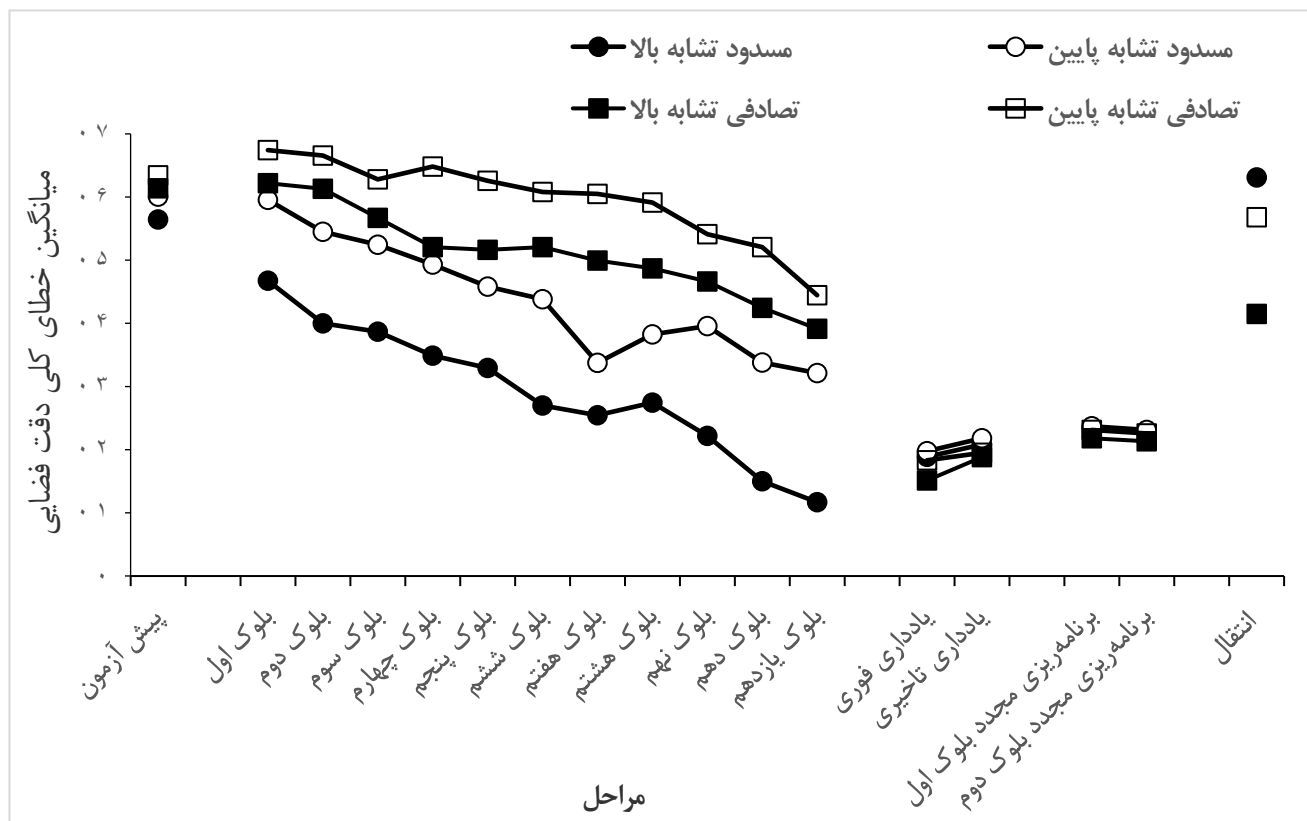 مسدود تشابه بالا
مسدود تشابه پایین
تصادفی تشابه بالا
تصادفی تشابه پایین
میانگین خطای کلی دقت فضایی
۰ ۷
۰ ۶
۰ ۵
۰ ۴
۰ ۳
۰ ۲
۰ ۱
۰
پیش آزمون
بلوک اول
بلوک دوم
بلوک سوم
بلوک چهارم
بلوک پنجم
بلوک ششم
بلوک هفتم
بلوک هشتم
بلوک نهم
بلوک دهم
بلوک یازدهم
یادداری فوری
یادداری تاخیری
برنامه‌ریزی مجدد بلوک اول
برنامه‌ریزی مجدد بلوک دوم
انتقال
مراحل